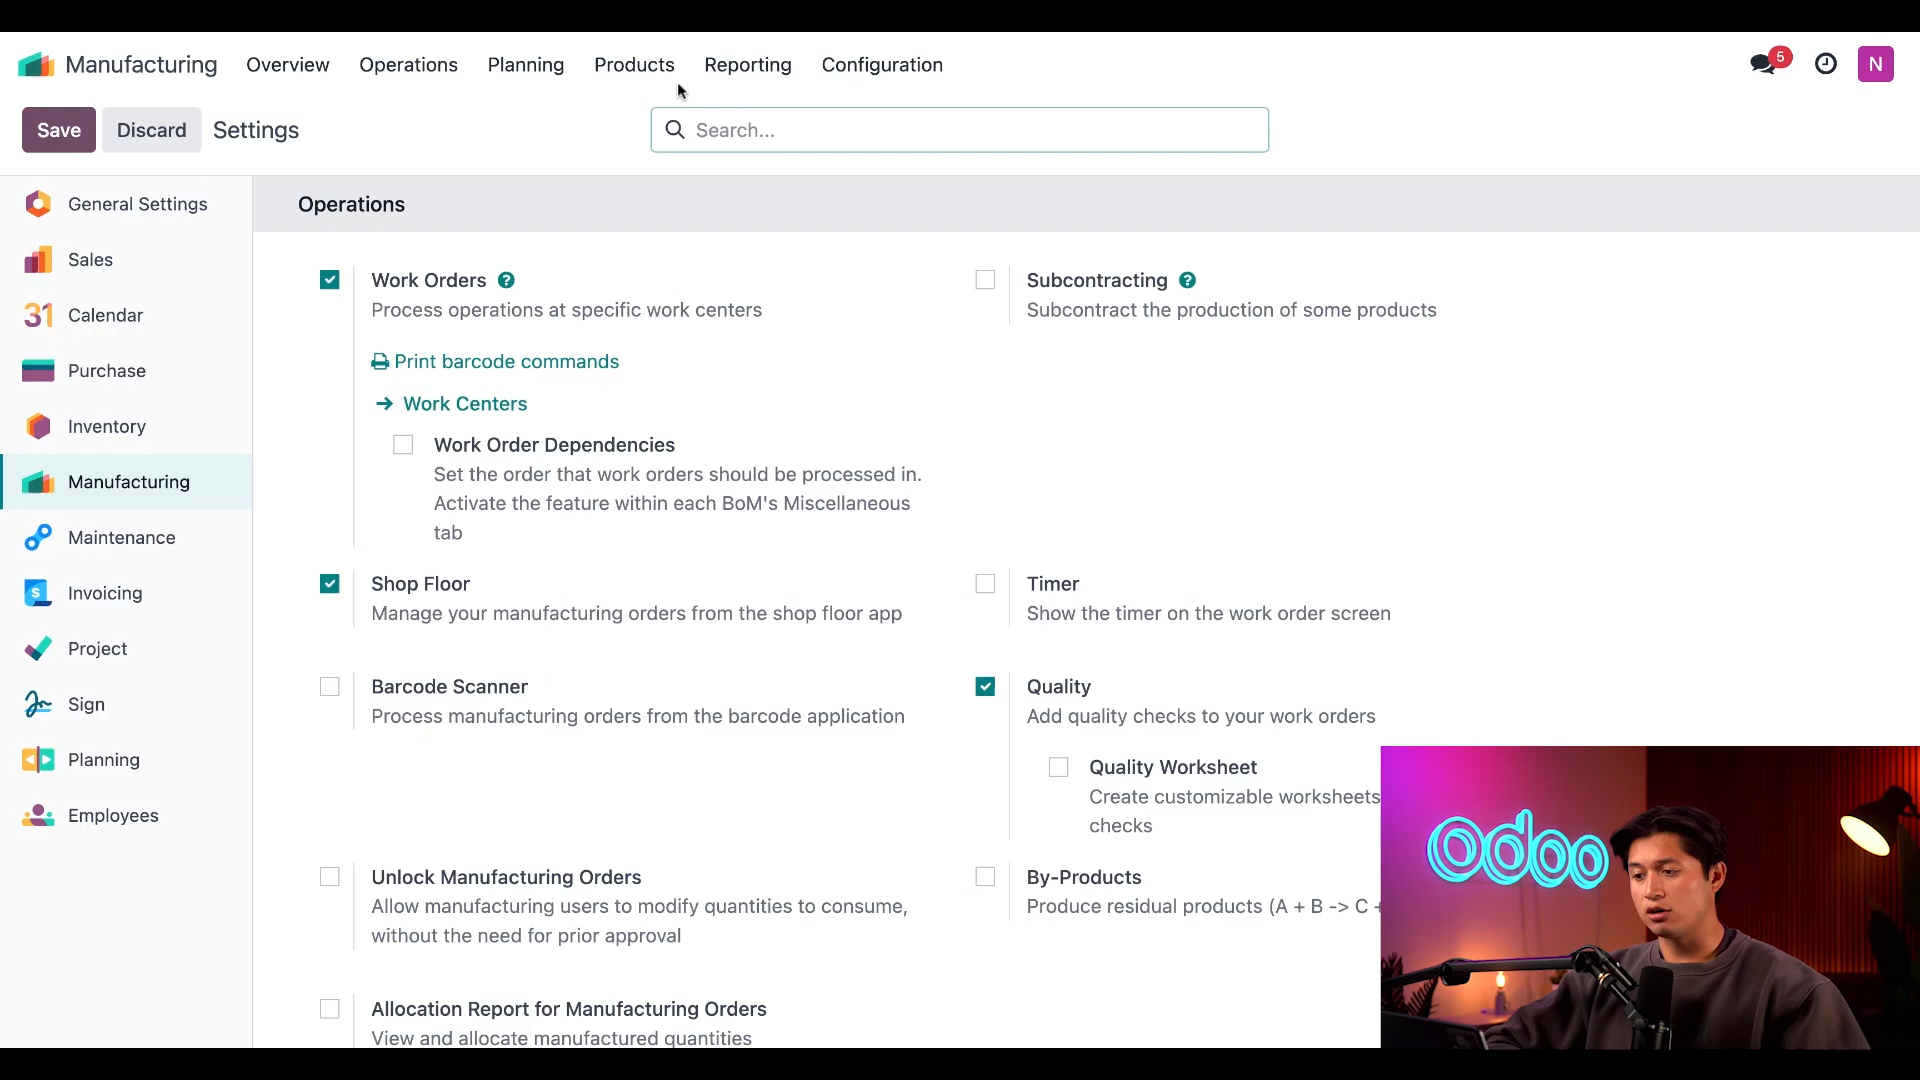 Manufacturing Overview Operations Planning Products Reporting Configuration 5 N
Save Discard Settings Search...
General Settings
Sales
31 Calendar
Purchase
Inventory
Manufacturing
Maintenance
$ Invoicing
Project
Sign
Planning
Employees
Operations
Work Orders ?
Process operations at specific work centers
Print barcode commands
→ Work Centers
Work Order Dependencies
Set the order that work orders should be processed in.
Activate the feature within each BoM's Miscellaneous
tab
Subcontracting ?
Subcontract the production of some products
Shop Floor
Manage your manufacturing orders from the shop floor app
Timer
Show the timer on the work order screen
Barcode Scanner
Process manufacturing orders from the barcode application
Quality
Add quality checks to your work orders
Quality Worksheet
Create customizable worksheets
checks
Unlock Manufacturing Orders
Allow manufacturing users to modify quantities to consume,
without the need for prior approval
By-Products
Produce residual products (A + B -> C +
Allocation Report for Manufacturing Orders
View and allocate manufactured quantities
odoo